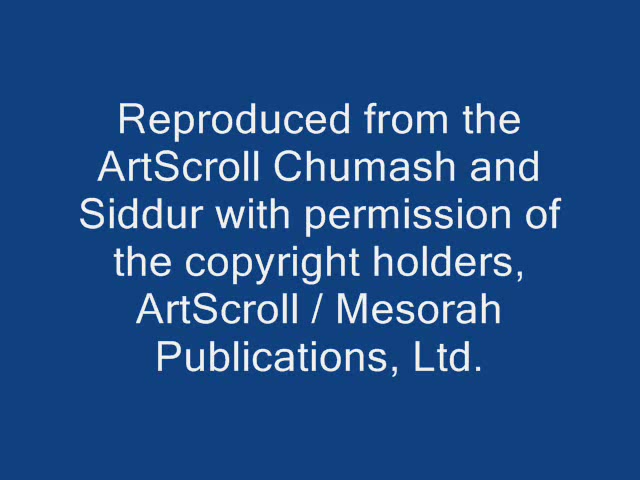 Reproduced from the
ArtScroll Chumash and
Siddur with permission of
the copyright holders,
ArtScroll / Mesorah
Publications, Ltd.